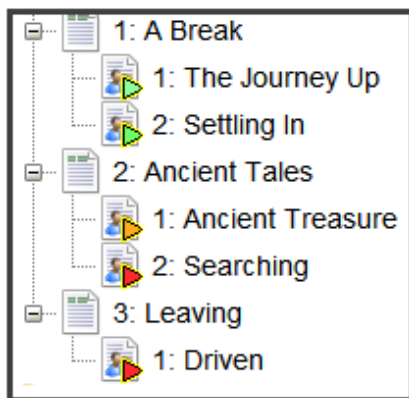 1: A Break
1: The Journey Up
2: Settling In
2: Ancient Tales
1: Ancient Treasure
2: Searching
3: Leaving
1: Driven